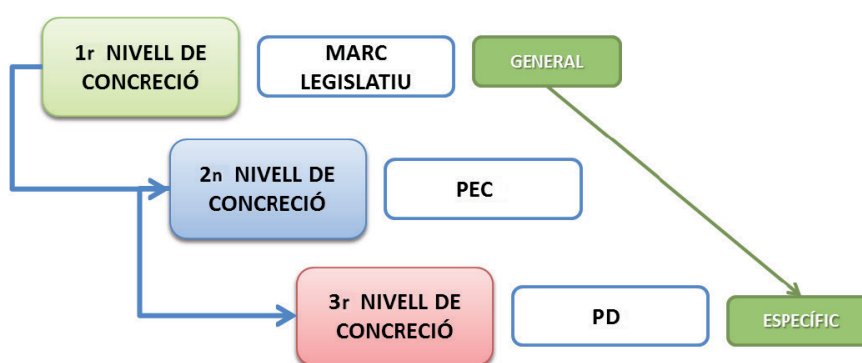 1r NIVELL DE
CONCRECIÓ
MARC
LEGISLATIU
GENERAL
2n NIVELL DE
CONCRECIÓ
PEC
3r NIVELL DE
CONCRECIÓ
PD
ESPECÍFIC